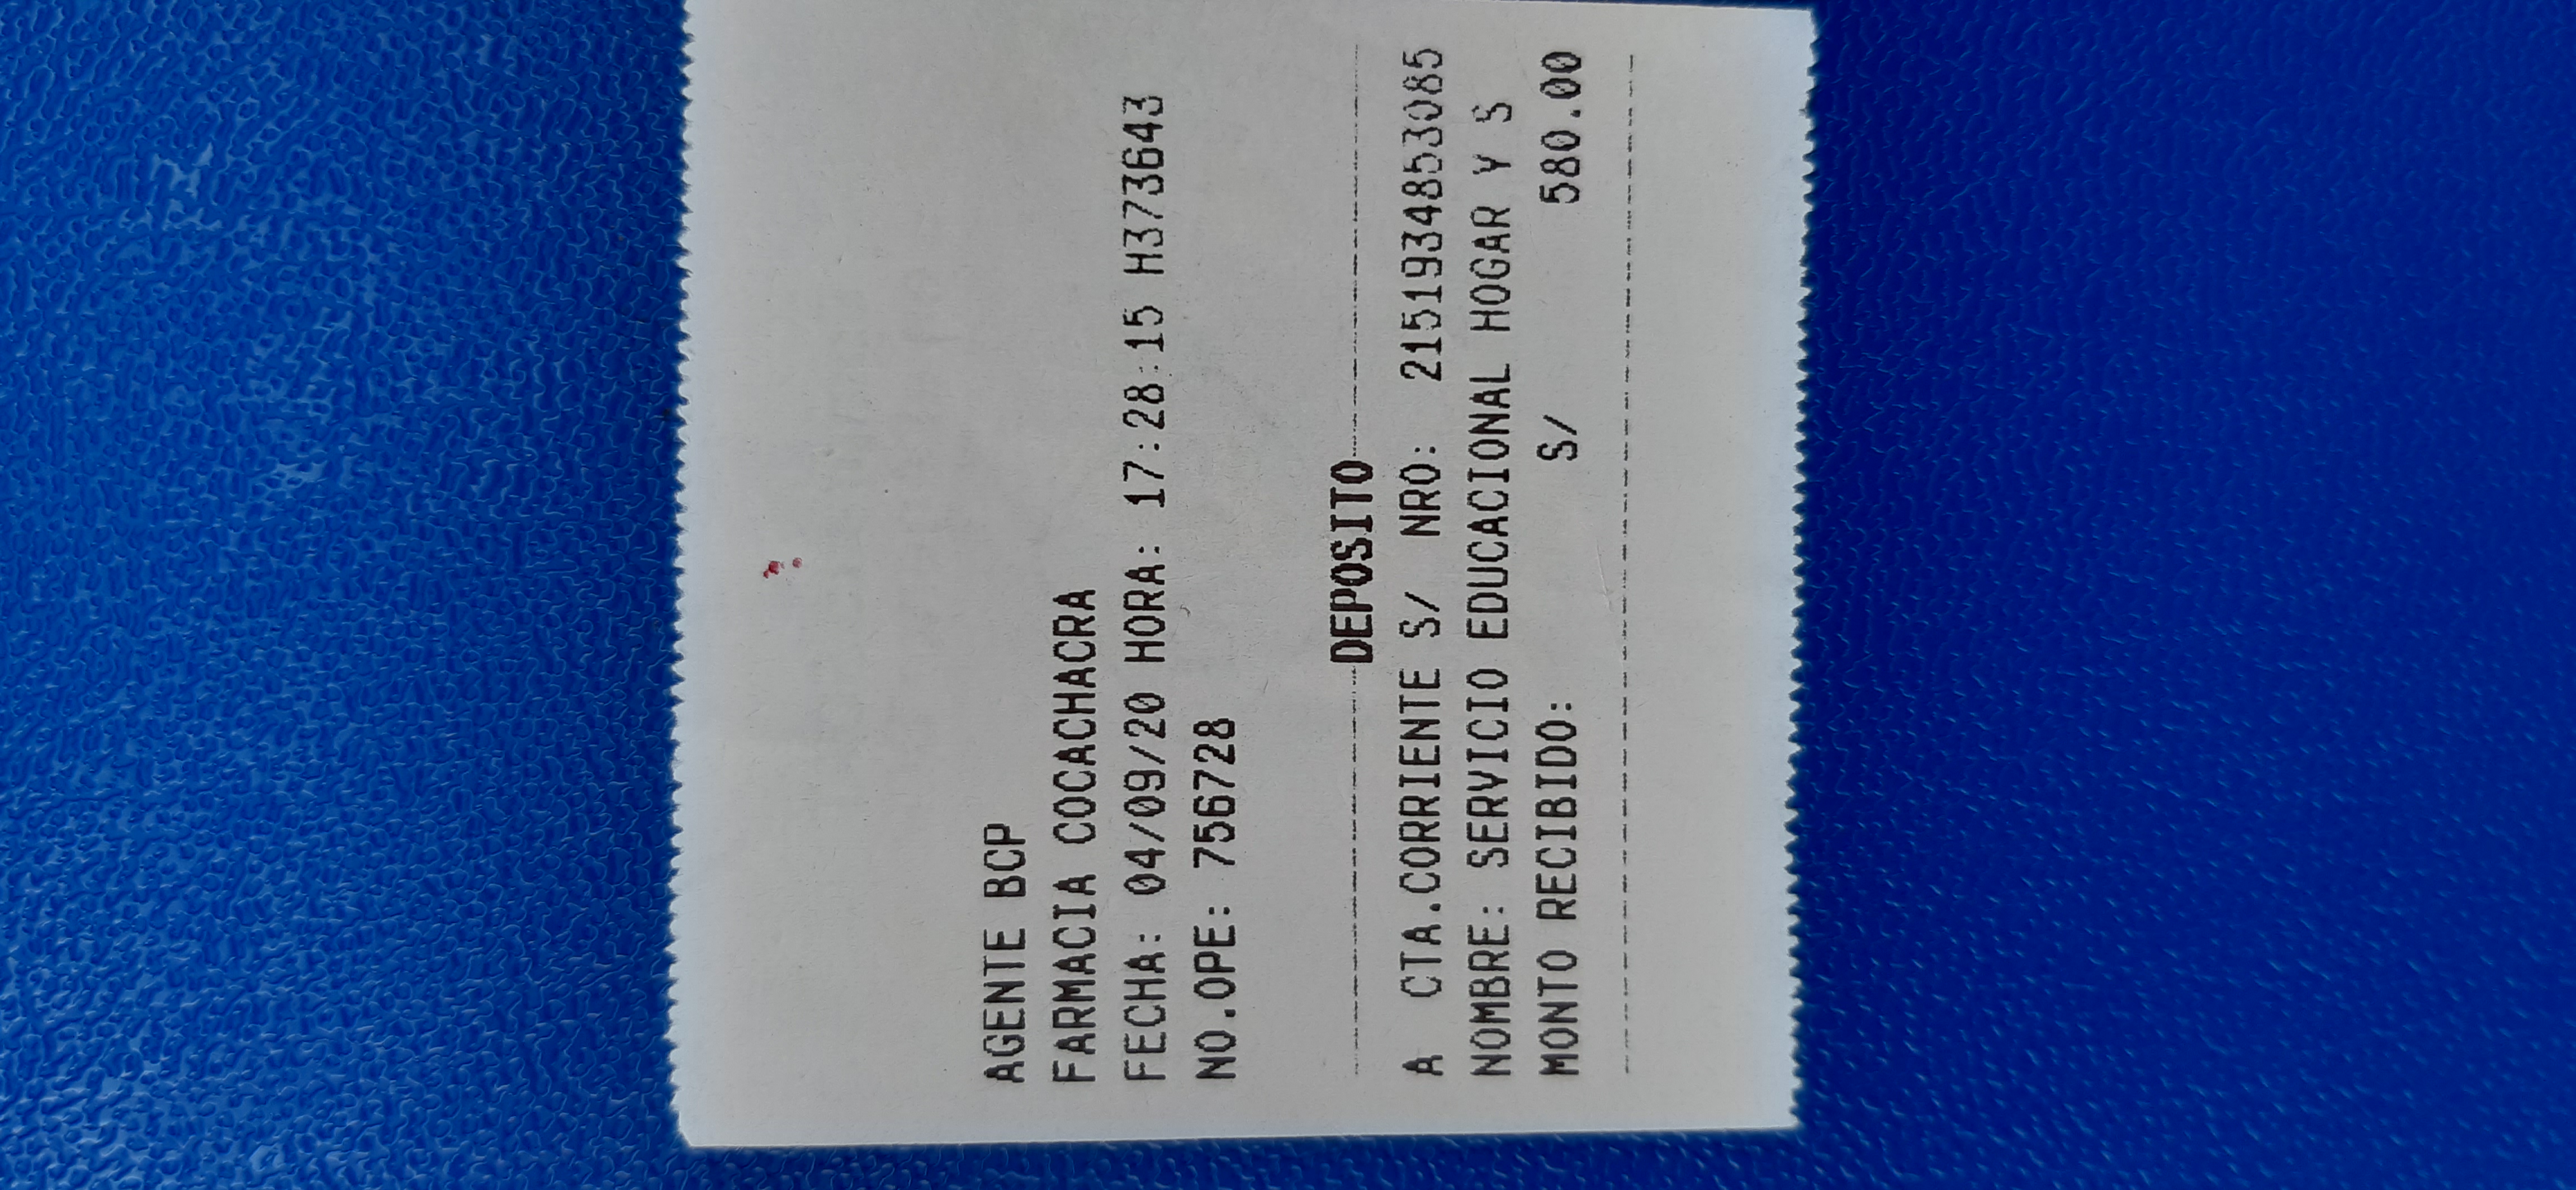 AGENTE BCP
FARMACIA COCACHACRA
FECHA: 04/09/20 HORA: 17:28:15 H373643
NO.OPE: 756728
DEPOSITO
A CTA.CORRIENTE S/ NRO: 2151934853085
NOMBRE: SERVICIO EDUCACIONAL HOGAR Y S
MONTO RECIBIDO: S/ 580.00